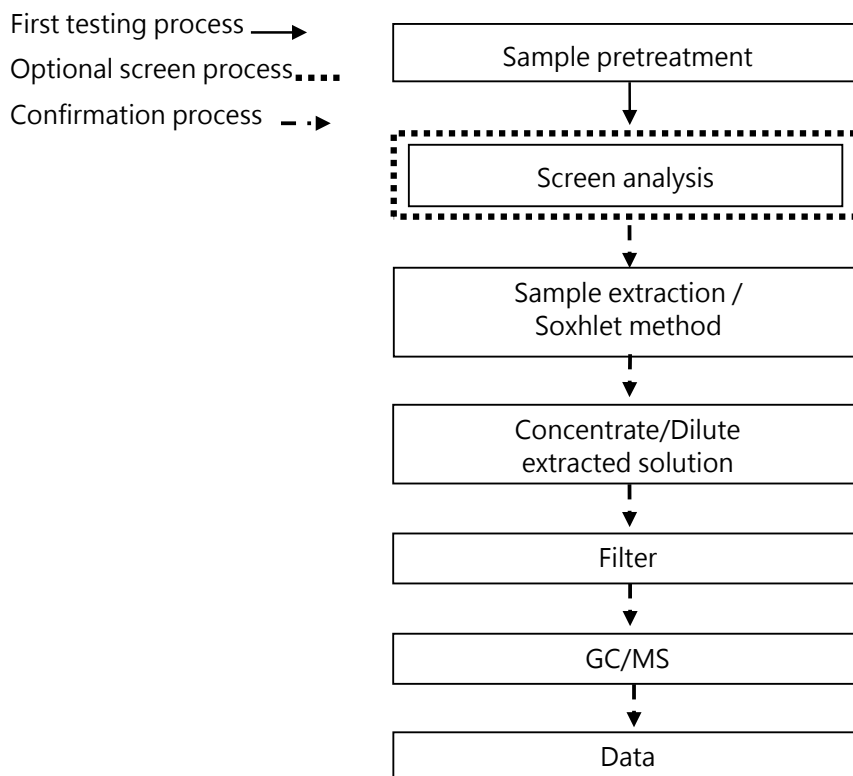 First testing process
Optional screen process
Confirmation process
Sample pretreatment
Screen analysis
Sample extraction /
Soxhlet method
Concentrate/Dilute
extracted solution
Filter
GC/MS
Data